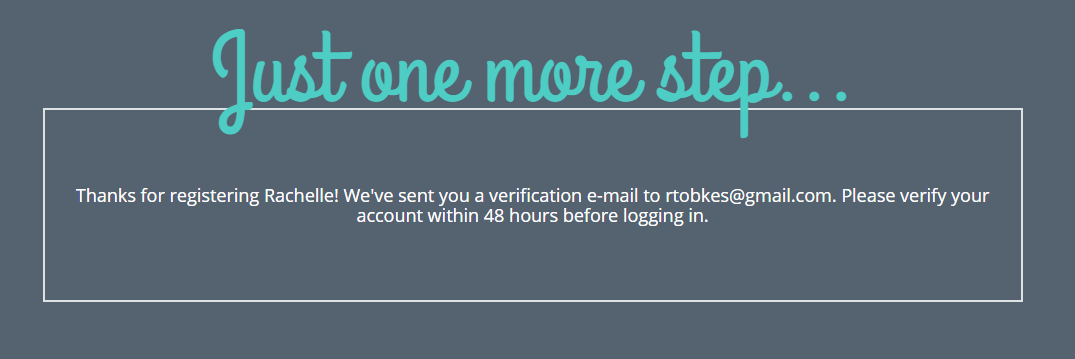 Just one more step...
Thanks for registering Rachelle! We've sent you a verification e-mail to rtobkes@gmail.com. Please verify your
account within 48 hours before logging in.